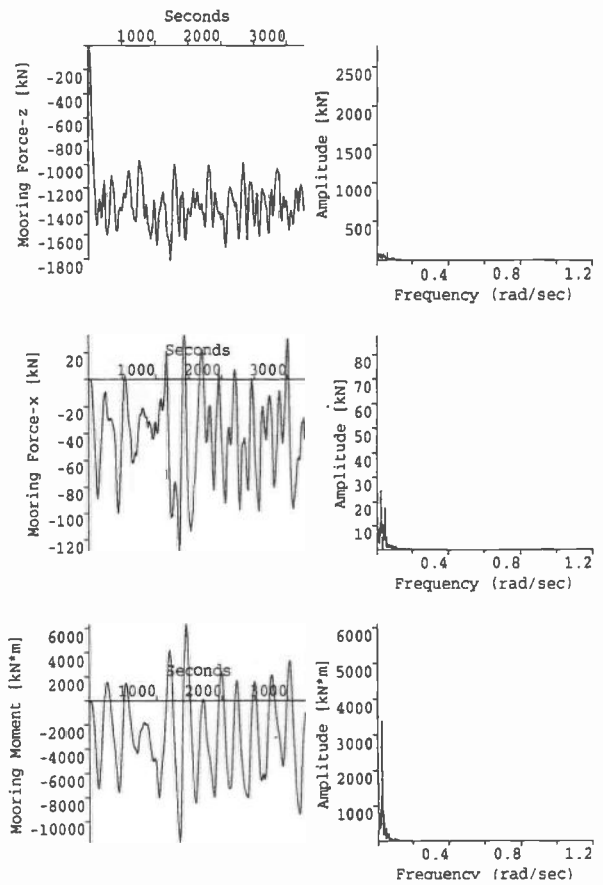 Seconds
1000 2000 3000
Mooring Force-z [kN]
-200
-400
-600
-800
-1000
-1200
-1400
-1600
-1800
Amplitude [kN]
2500
2000
1500
1000
500
0.4 0.8 1.2
Frequency (rad/sec)
Seconds
1000 2000 3000
Mooring Force-x [kN]
20
-20
-40
-60
-80
-100
-120
Amplitude [kN]
80
70
60
50
40
30
20
10
0.4 0.8 1.2
Frequency (rad/sec)
Seconds
1000 2000 3000
Mooring Moment [kN*m]
6000
4000
2000
-2000
-4000
-6000
-8000
-10000
Amplitude [kN*m]
6000
5000
4000
3000
2000
1000
0.4 0.8 1.2
Frequency (rad/sec)